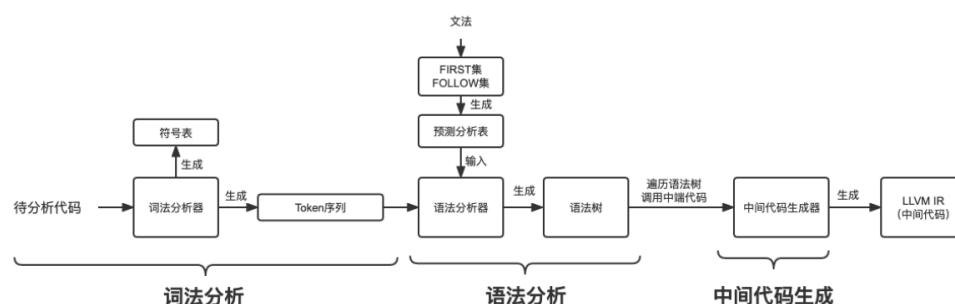 文法
FIRST集
FOLLOW集
生成
符号表
预测分析表
生成
输入
待分析代码
词法分析器
生成
Token序列
语法分析器
生成
语法树
遍历语法树
调用中端代码
中间代码生成器
生成
LLVM IR
(中间代码)
词法分析
语法分析
中间代码生成